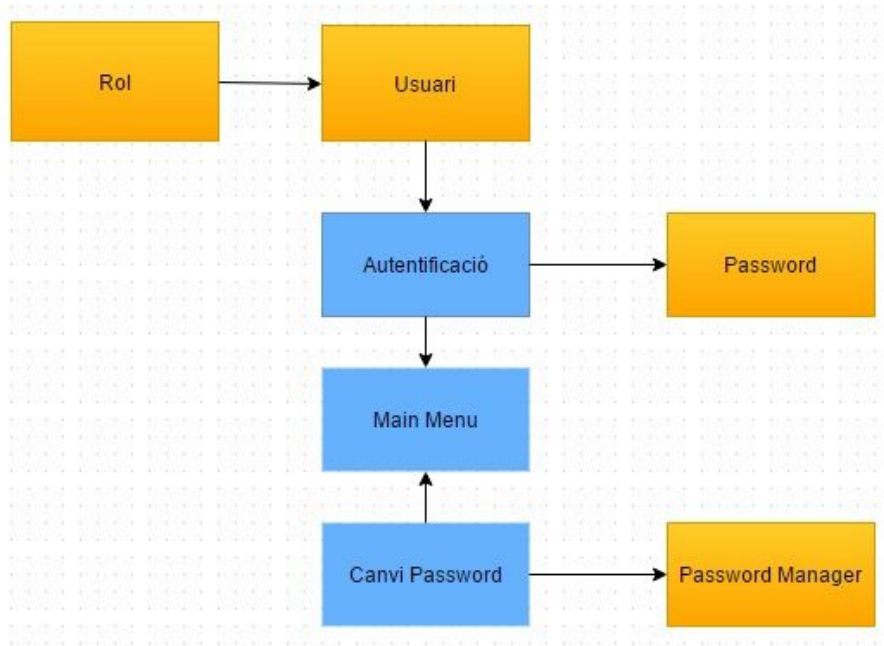 Rol
Usuari
Autentificació
Password
Main Menu
Canvi Password
Password Manager